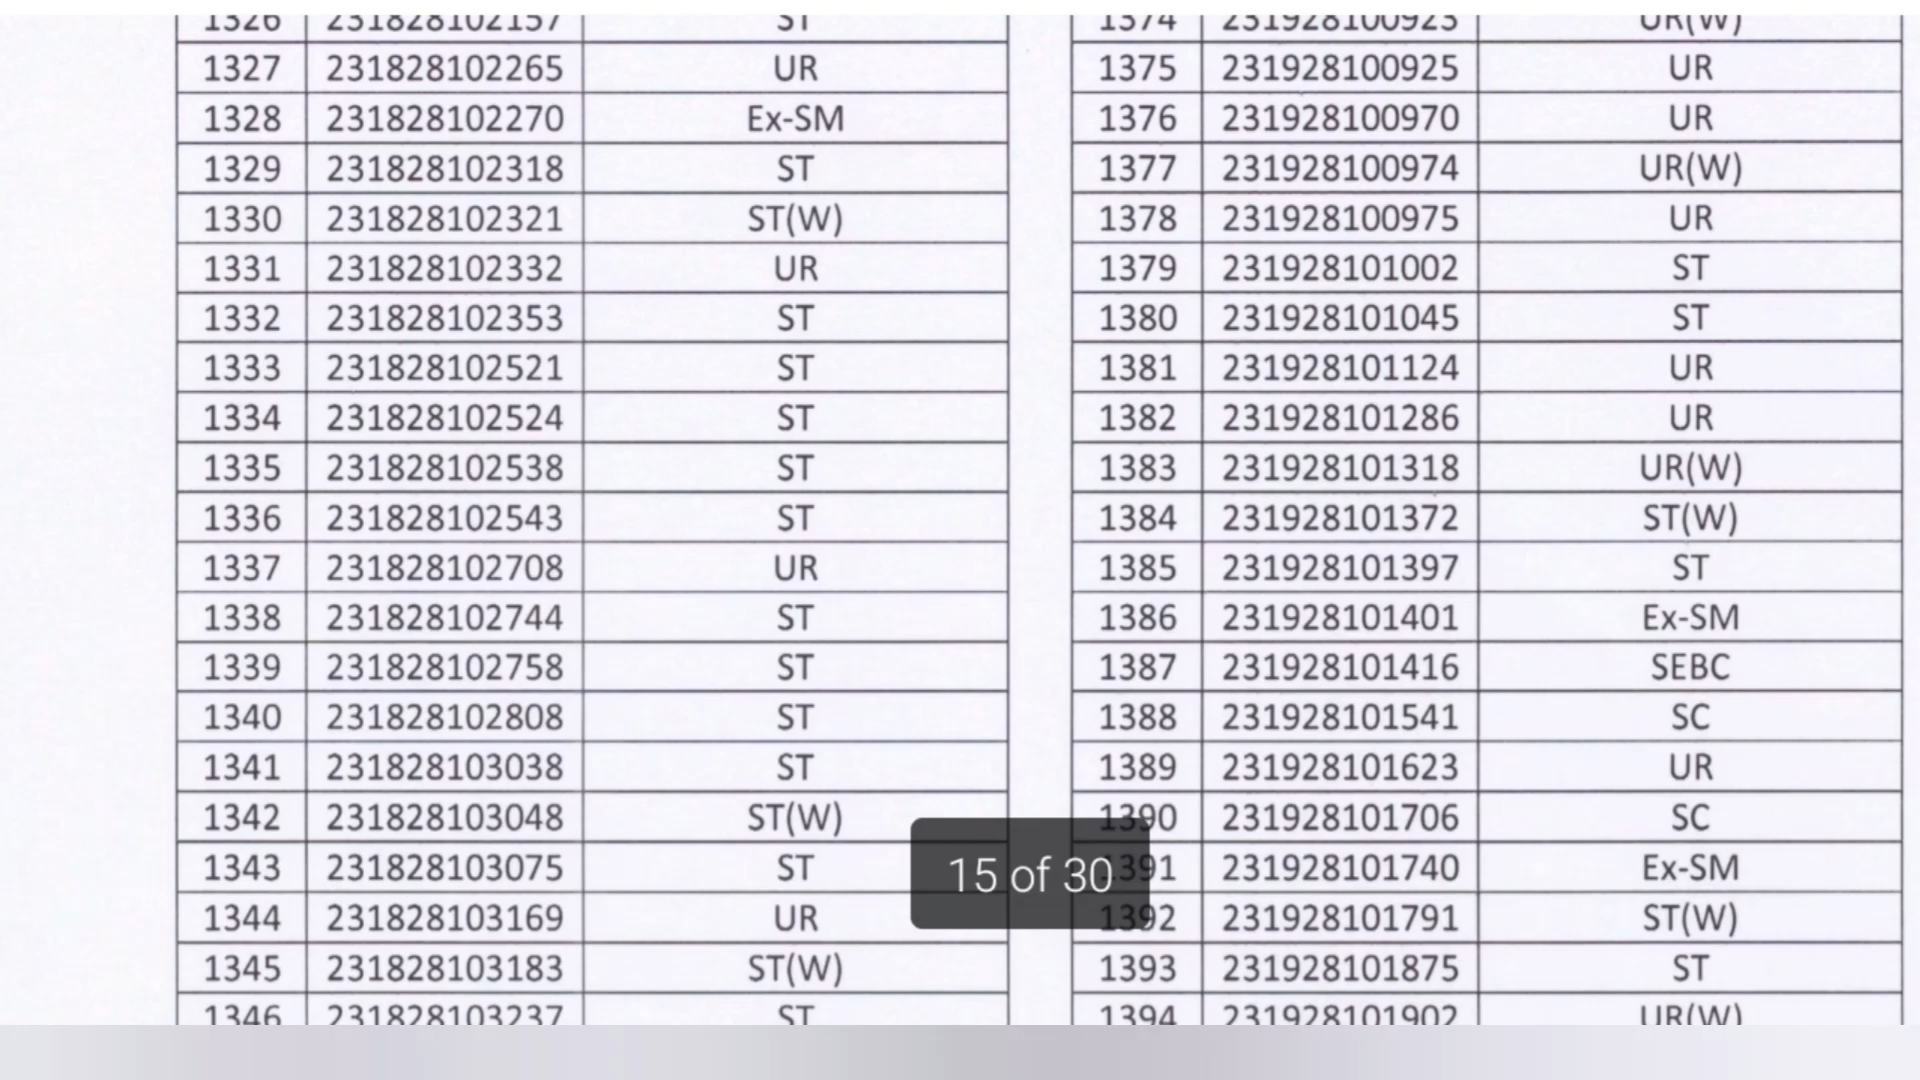 1326 231828102157 ST
1327 231828102265 UR
1328 231828102270 Ex-SM
1329 231828102318 ST
1330 231828102321 ST(W)
1331 231828102332 UR
1332 231828102353 ST
1333 231828102521 ST
1334 231828102524 ST
1335 231828102538 ST
1336 231828102543 ST
1337 231828102708 UR
1338 231828102744 ST
1339 231828102758 ST
1340 231828102808 ST
1341 231828103038 ST
1342 231828103048 ST(W)
1343 231828103075 ST
1344 231828103169 UR
1345 231828103183 ST(W)
1346 231828103237 ST
1374 231928100923 UR(W)
1375 231928100925 UR
1376 231928100970 UR
1377 231928100974 UR(W)
1378 231928100975 UR
1379 231928101002 ST
1380 231928101045 ST
1381 231928101124 UR
1382 231928101286 UR
1383 231928101318 UR(W)
1384 231928101372 ST(W)
1385 231928101397 ST
1386 231928101401 Ex-SM
1387 231928101416 SEBC
1388 231928101541 SC
1389 231928101623 UR
1390 231928101706 SC
1391 231928101740 Ex-SM
1392 231928101791 ST(W)
1393 231928101875 ST
1394 231928101902 UR(W)
15 of 30